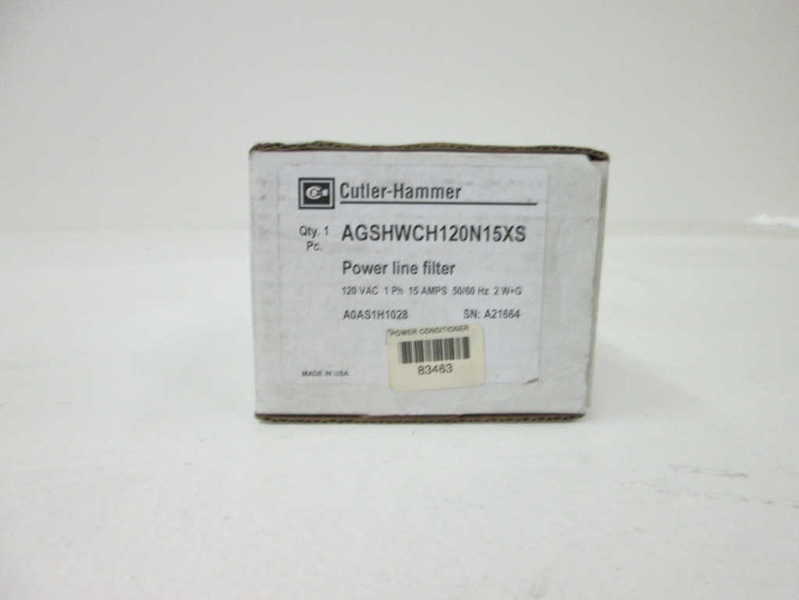 Cutler-Hammer
Qty. 1 Pc.
AGSHWCH120N15XS
Power line filter
120 VAC 1 Ph 15 AMPS 50/60 Hz 2 W+G
A0AS1H1028 SN: A21664
POWER CONDITIONER
83463
MADE IN USA